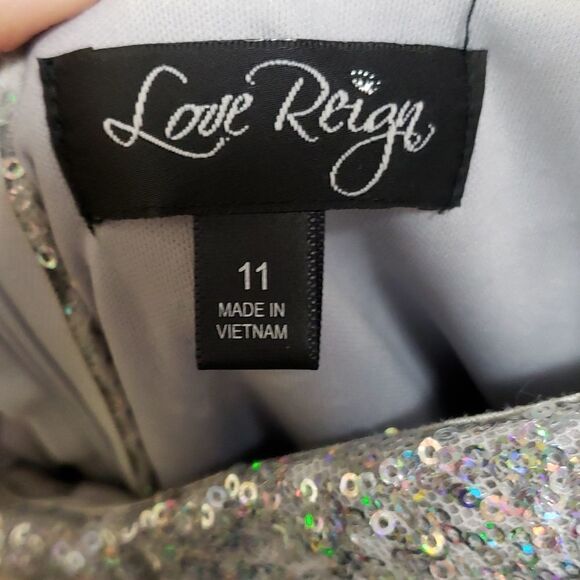 Love Reign
11
MADE IN
VIETNAM